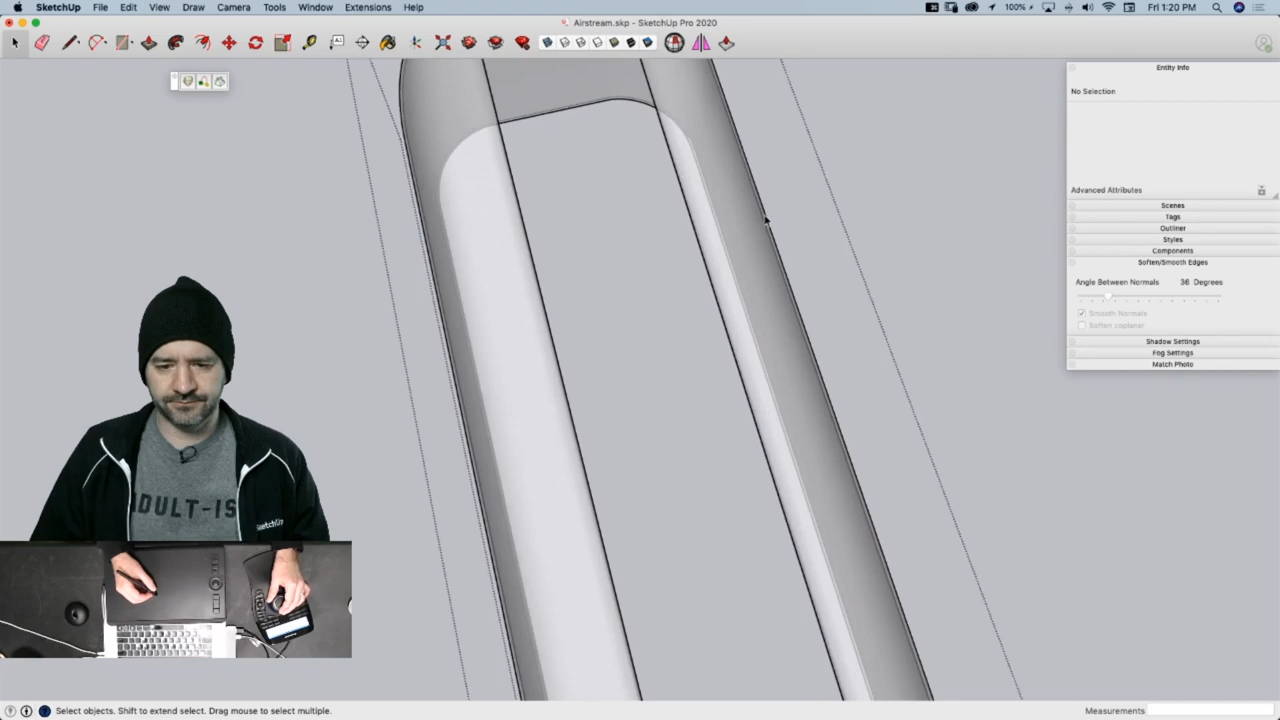 SketchUp File Edit View Draw Camera Tools Window Extensions Help
100% Fri 1:20 PM
Airstream.skp - SketchUp Pro 2020
Entity Info
No Selection
Advanced Attributes
Scenes
Tags
Outliner
Styles
Components
Soften/Smooth Edges
Angle Between Normals 36 Degrees
Smooth Normals
Soften coplanar
Shadow Settings
Fog Settings
Match Photo
DULT-IS
SketchUp
Select objects. Shift to extend select. Drag mouse to select multiple.
Measurements